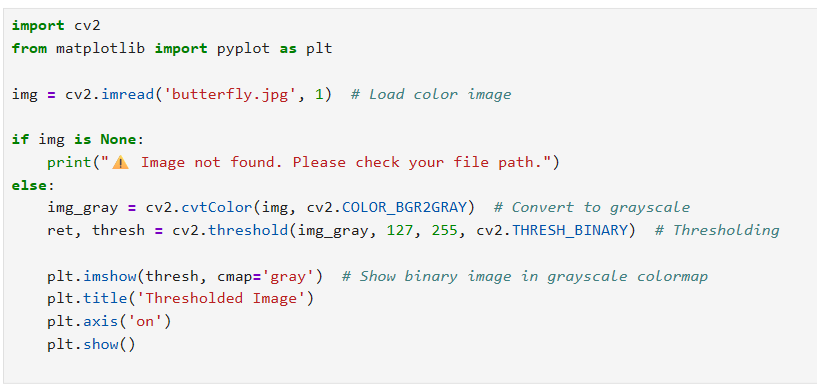 import cv2
from matplotlib import pyplot as plt
img = cv2.imread('butterfly.jpg', 1)  # Load color image
if img is None:
    print("⚠️ Image not found. Please check your file path.")
else:
    img_gray = cv2.cvtColor(img, cv2.COLOR_BGR2GRAY)  # Convert to grayscale
    ret, thresh = cv2.threshold(img_gray, 127, 255, cv2.THRESH_BINARY)  # Thresholding
    plt.imshow(thresh, cmap='gray')  # Show binary image in grayscale colormap
    plt.title('Thresholded Image')
    plt.axis('on')
    plt.show()